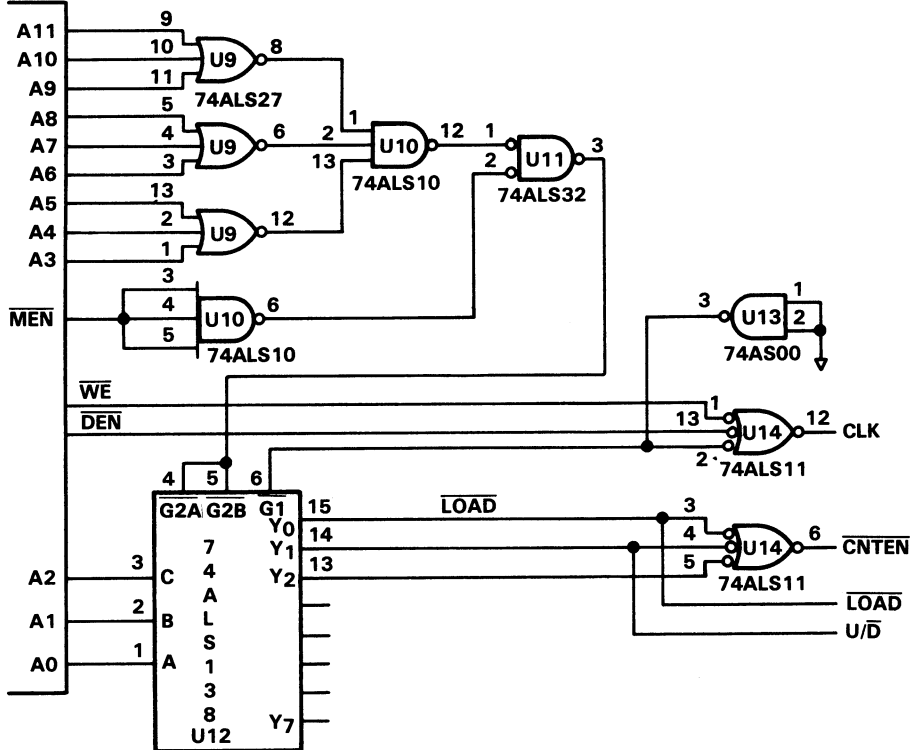 A11 9
A10 10 U9 8
A9 11 74ALS27
A8 5
A7 4 U9 6
A6 3
A5 13
A4 2 U9 12
A3 1
1 2 13 U10 12
74ALS10
1 2 U11 3
74ALS32
MEN 3 4 5 U10 6
74ALS10
3 U13 1 2
74AS00
WE
DEN
1 13 2 U14 12 CLK
74ALS11
4 5 6
G2A G2B G1
Y0 15 LOAD
Y1 14
Y2 13
Y7
A2 3 C
A1 2 B
A0 1 A
7
4
A
L
S
1
3
8
U12
3 4 5 U14 6 CNTEN
74ALS11
LOAD
U/D